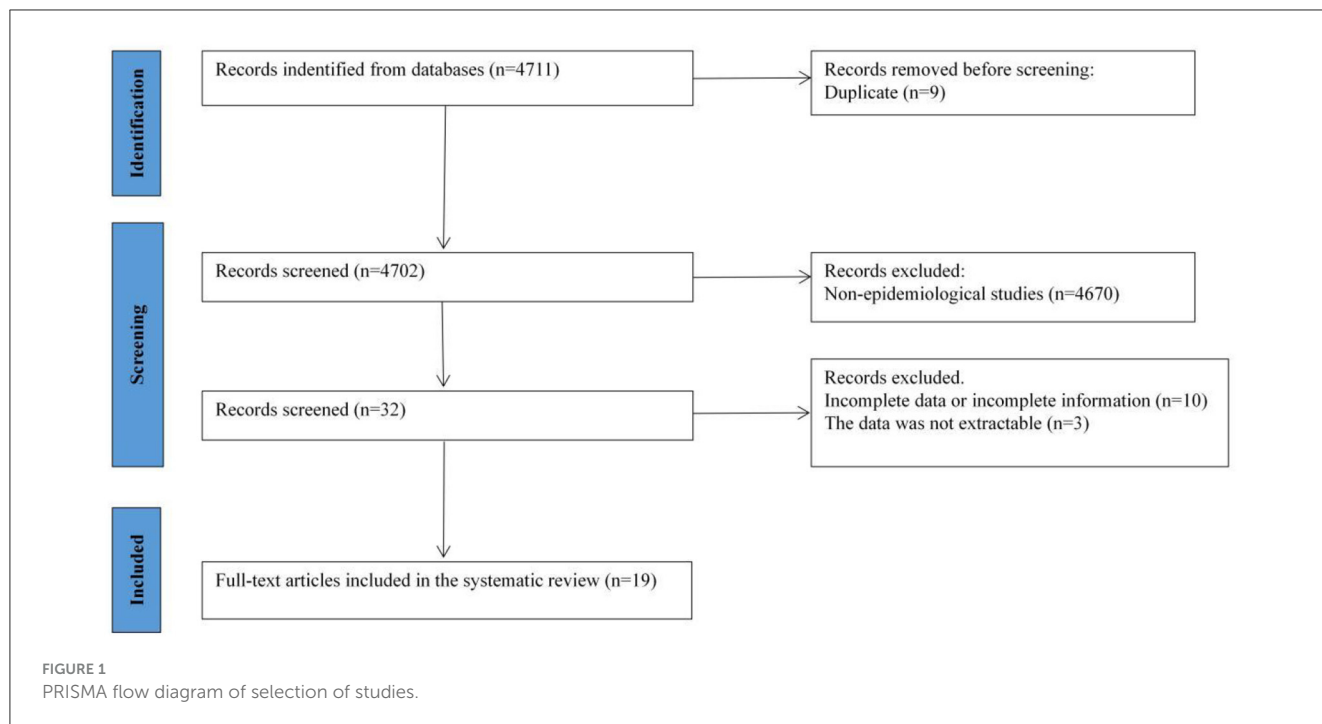 Identification
Records indentified from databases (n=4711)
Records removed before screening:
Duplicate (n=9)
Screening
Records screened (n=4702)
Records excluded:
Non-epidemiological studies (n=4670)
Records screened (n=32)
Records excluded.
Incomplete data or incomplete information (n=10)
The data was not extractable (n=3)
Included
Full-text articles included in the systematic review (n=19)
FIGURE 1
PRISMA flow diagram of selection of studies.